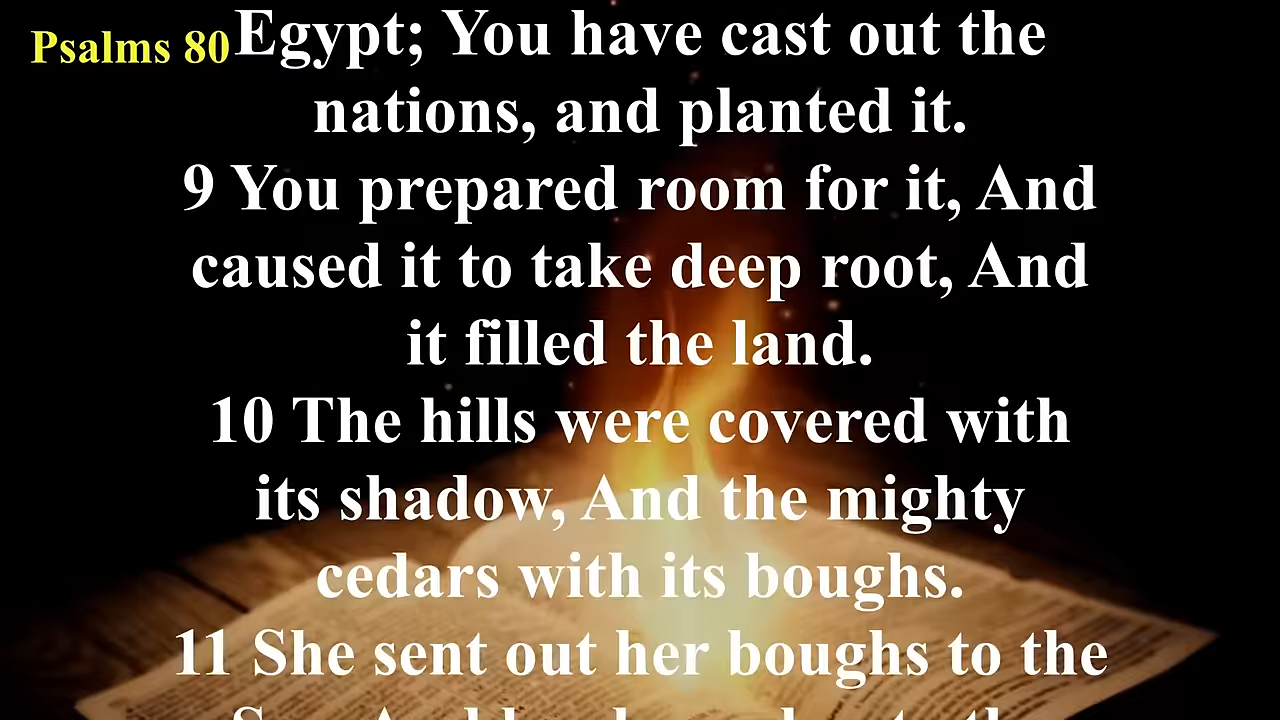 Psalms 80
Egypt; You have cast out the
nations, and planted it.
9 You prepared room for it, And
caused it to take deep root, And
it filled the land.
10 The hills were covered with
its shadow, And the mighty
cedars with its boughs.
11 She sent out her boughs to the